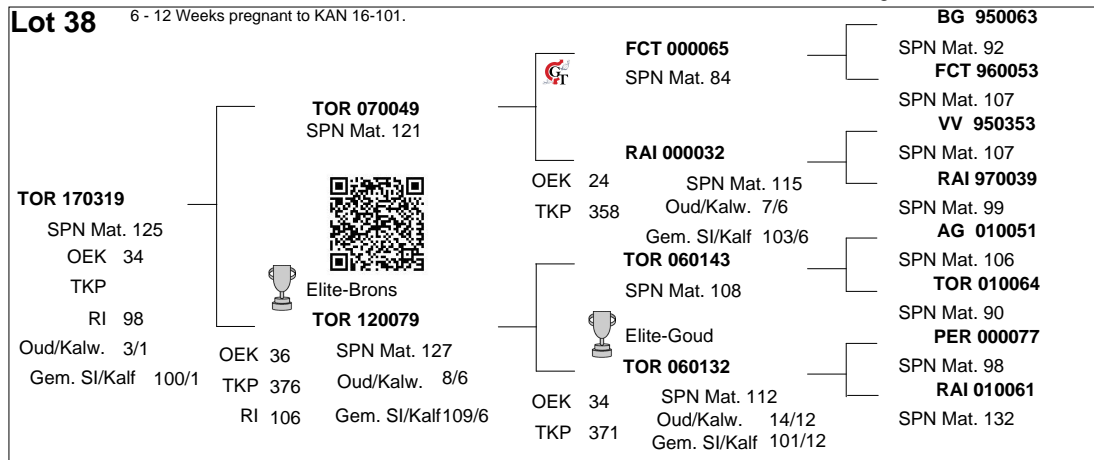 Lot 38
6 - 12 Weeks pregnant to KAN 16-101.
TOR 170319
SPN Mat. 125
OEK 34
TKP
RI 98
Oud/Kalw. 3/1
Gem. SI/Kalf 100/1
TOR 070049
SPN Mat. 121
Elite-Brons
TOR 120079
OEK 36
SPN Mat. 127
TKP 376
Oud/Kalw. 8/6
RI 106
Gem. SI/Kalf 109/6
GT
FCT 000065
SPN Mat. 84
RAI 000032
OEK 24
SPN Mat. 115
TKP 358
Oud/Kalw. 7/6
Gem. SI/Kalf 103/6
TOR 060143
SPN Mat. 108
Elite-Goud
TOR 060132
OEK 34
SPN Mat. 112
Oud/Kalw. 14/12
TKP 371
Gem. SI/Kalf 101/12
BG 950063
SPN Mat. 92
FCT 960053
SPN Mat. 107
VV 950353
SPN Mat. 107
RAI 970039
SPN Mat. 99
AG 010051
SPN Mat. 106
TOR 010064
SPN Mat. 90
PER 000077
SPN Mat. 98
RAI 010061
SPN Mat. 132